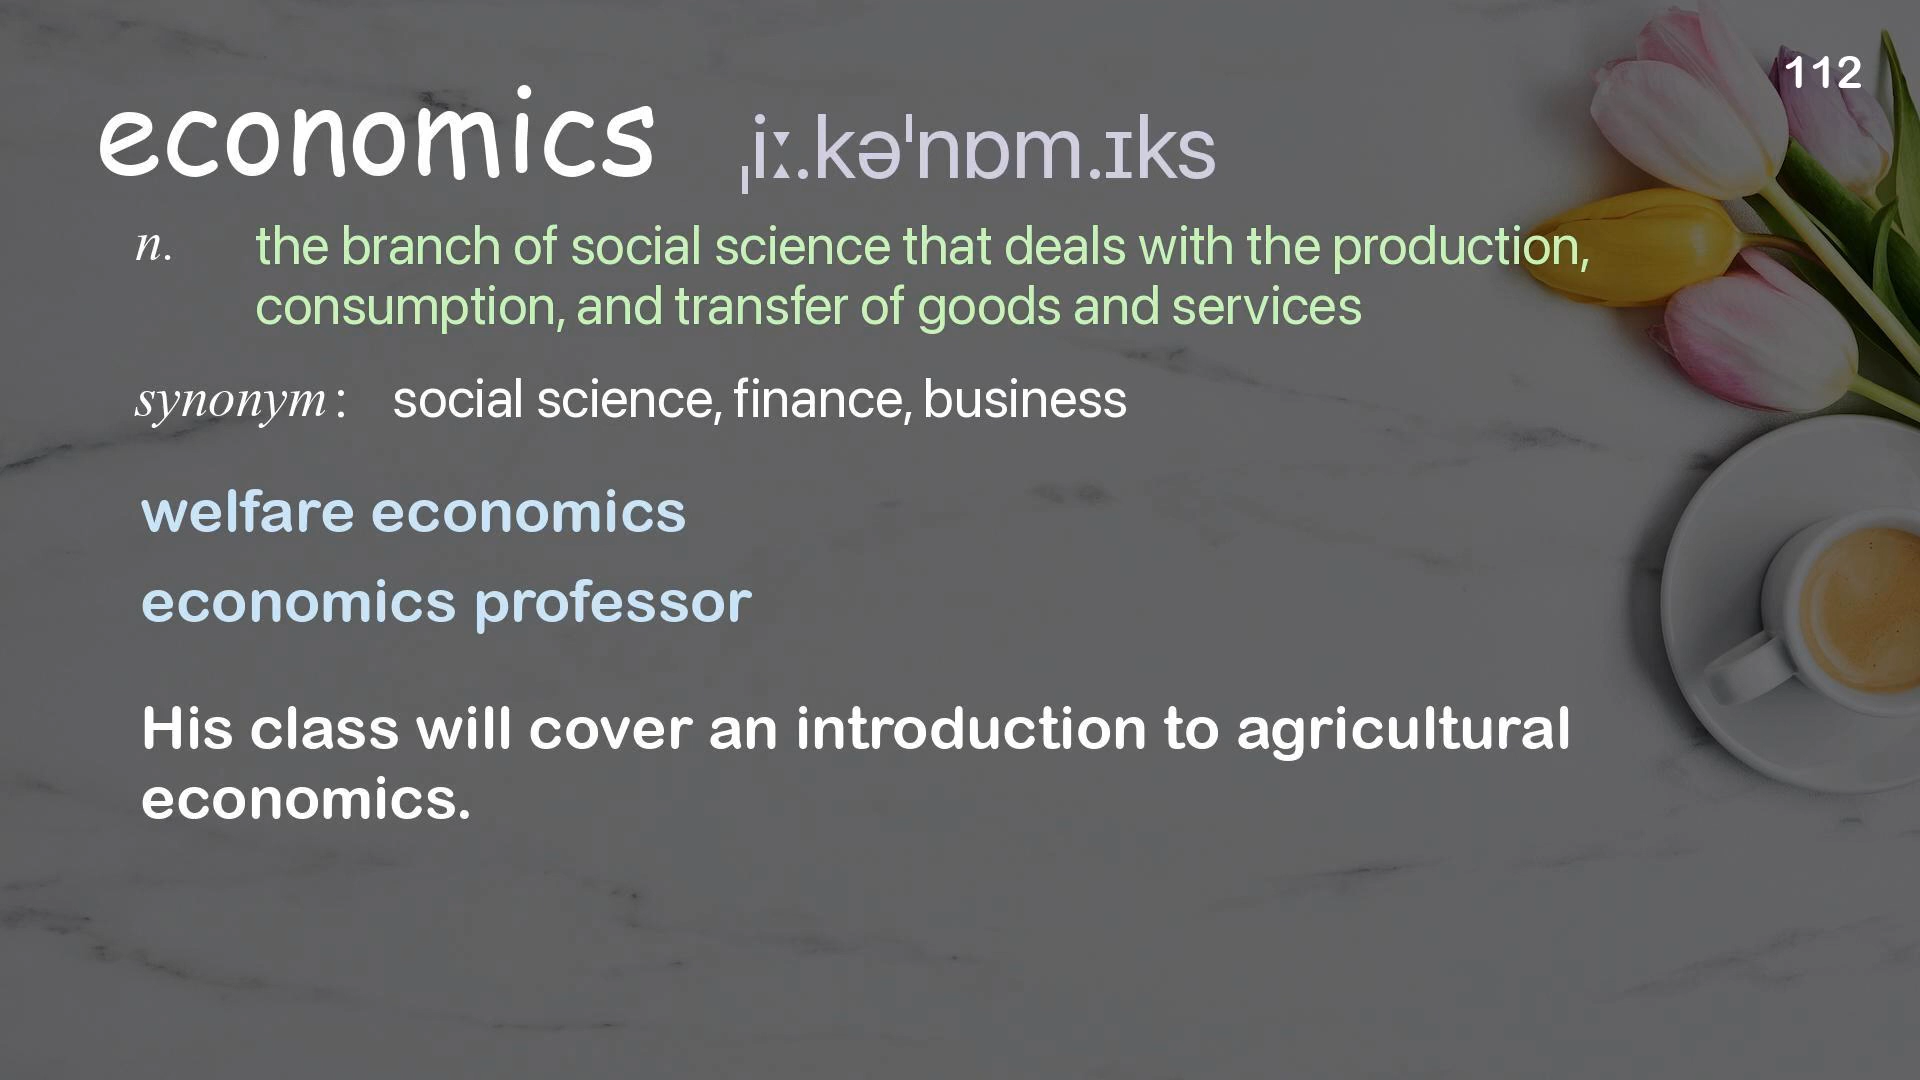 112
economics ˌiː.kəˈnɒm.ɪks
n. the branch of social science that deals with the production,
consumption, and transfer of goods and services
synonym : social science, finance, business
welfare economics
economics professor
His class will cover an introduction to agricultural
economics.